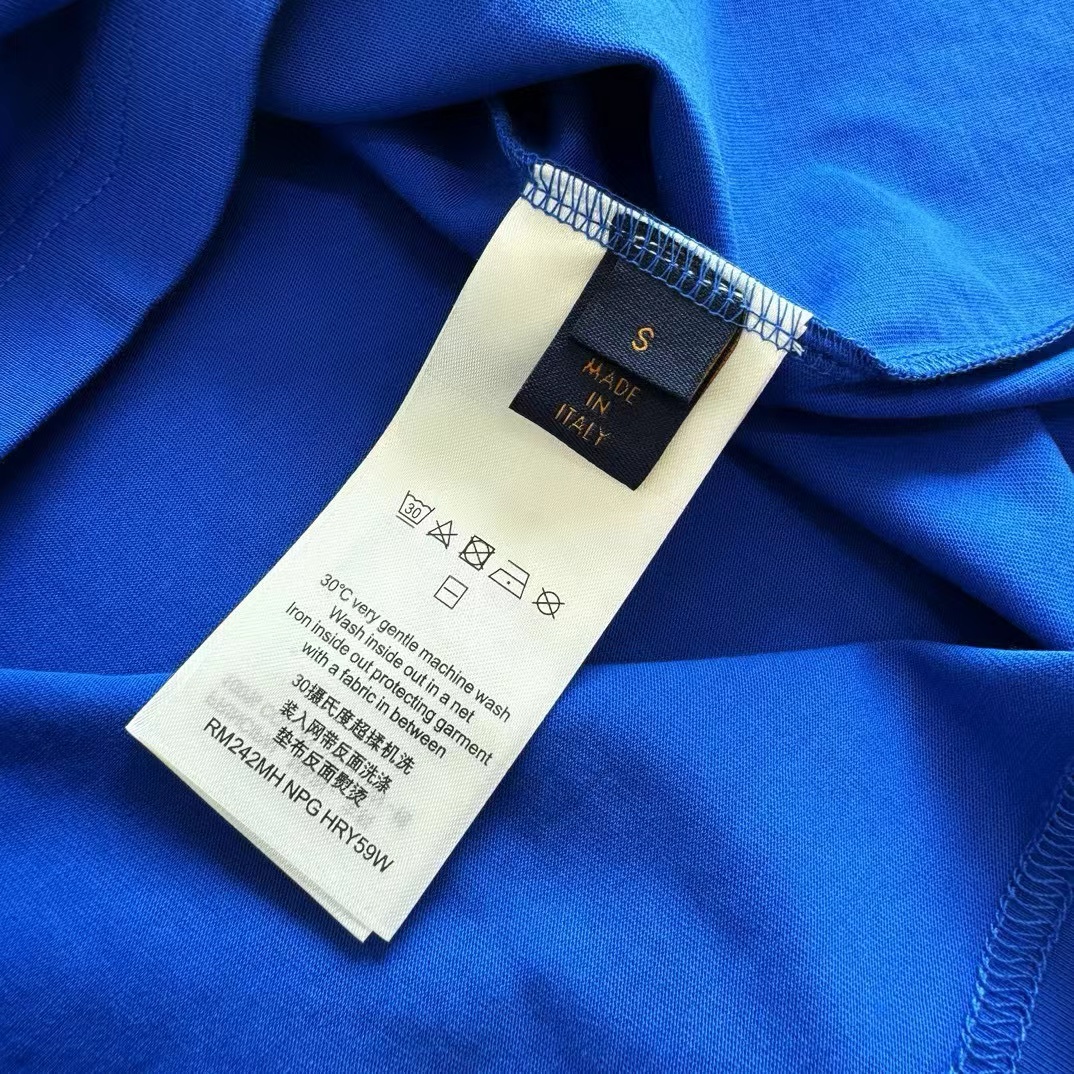 S
MADE
IN
ITALY
30
30°C very gentle machine wash
Wash inside out in a net
Iron inside out protecting garment
with a fabric in between
30摄氏度超揉机洗
装入网带反面洗涤
垫布反面熨烫
RM242MH NPG HRY59W